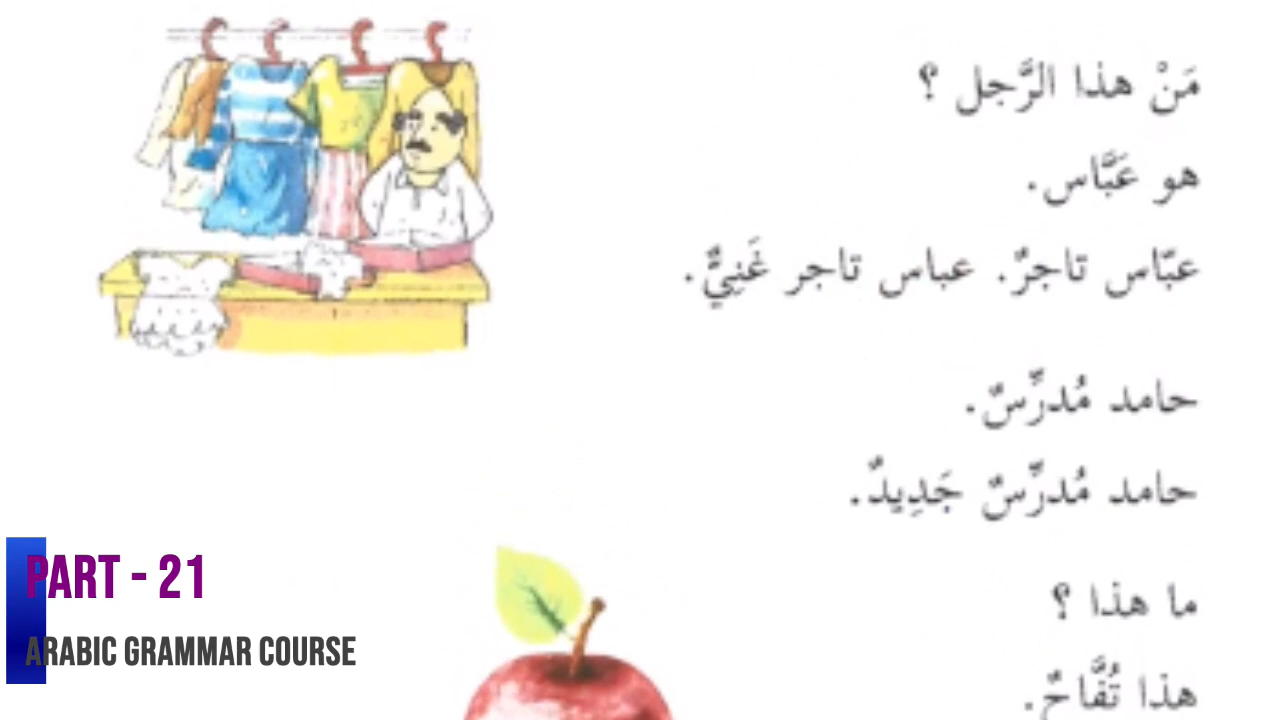 مَنْ هذا الرَّجل ؟
هو عَبَّاس.
عبّاس تاجرٌ. عباس تاجر غَنِيٌّ.
حامد مُدرِّسٌ.
حامد مُدرِّسٌ جَدِيدٌ.
ما هذا ؟
هذا تُفَّاحٌ.
PART - 21
ARABIC GRAMMAR COURSE